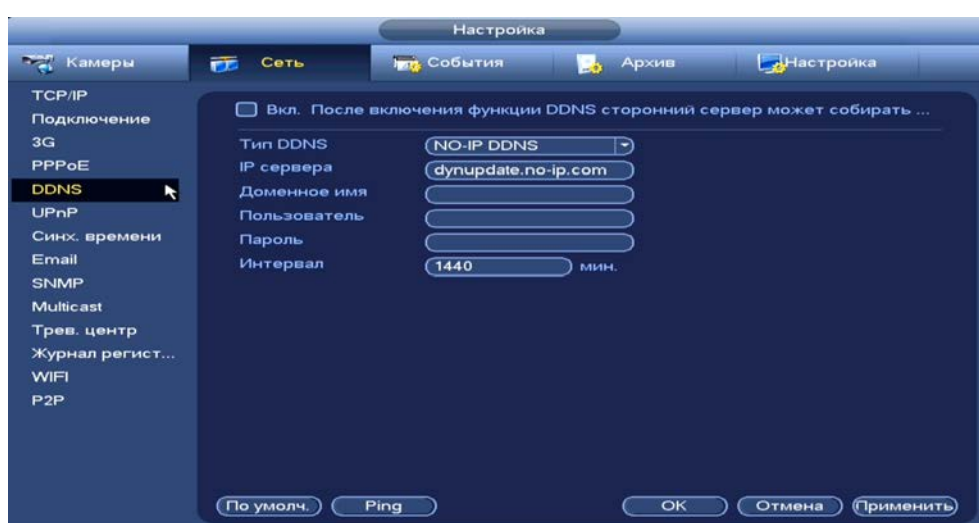 Настройка
Камеры
Сеть
События
Архив
Настройка
TCP/IP
Подключение
3G
PPPoE
DDNS
UPnP
Синх. времени
Email
SNMP
Multicast
Трев. центр
Журнал регист...
WIFI
P2P
Вкл. После включения функции DDNS сторонний сервер может собирать ...
Тип DDNS NO-IP DDNS
IP сервера dynupdate.no-ip.com
Доменное имя
Пользователь
Пароль
Интервал 1440 мин.
По умолч. Ping OK Отмена Применить